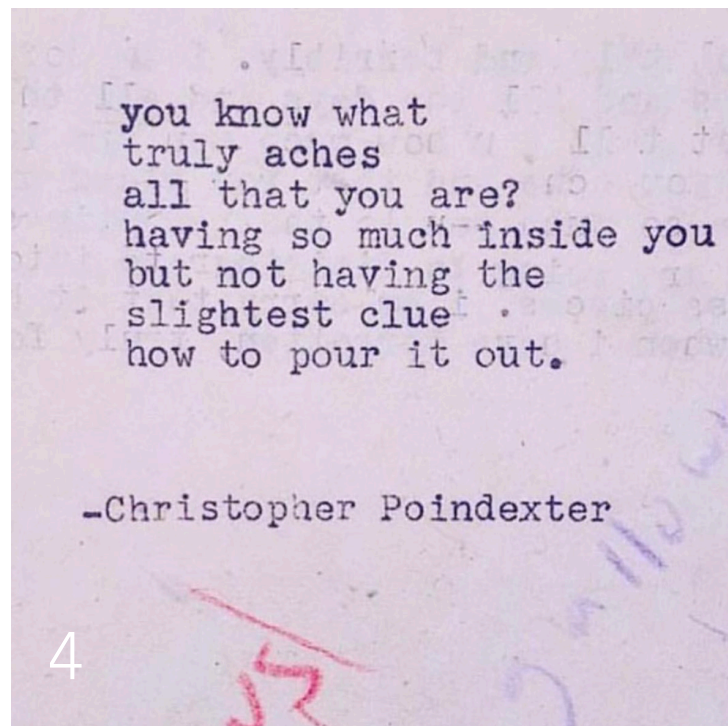 you know what
truly aches
all that you are?
having so much inside you
but not having the
slightest clue
how to pour it out.
-Christopher Poindexter
4